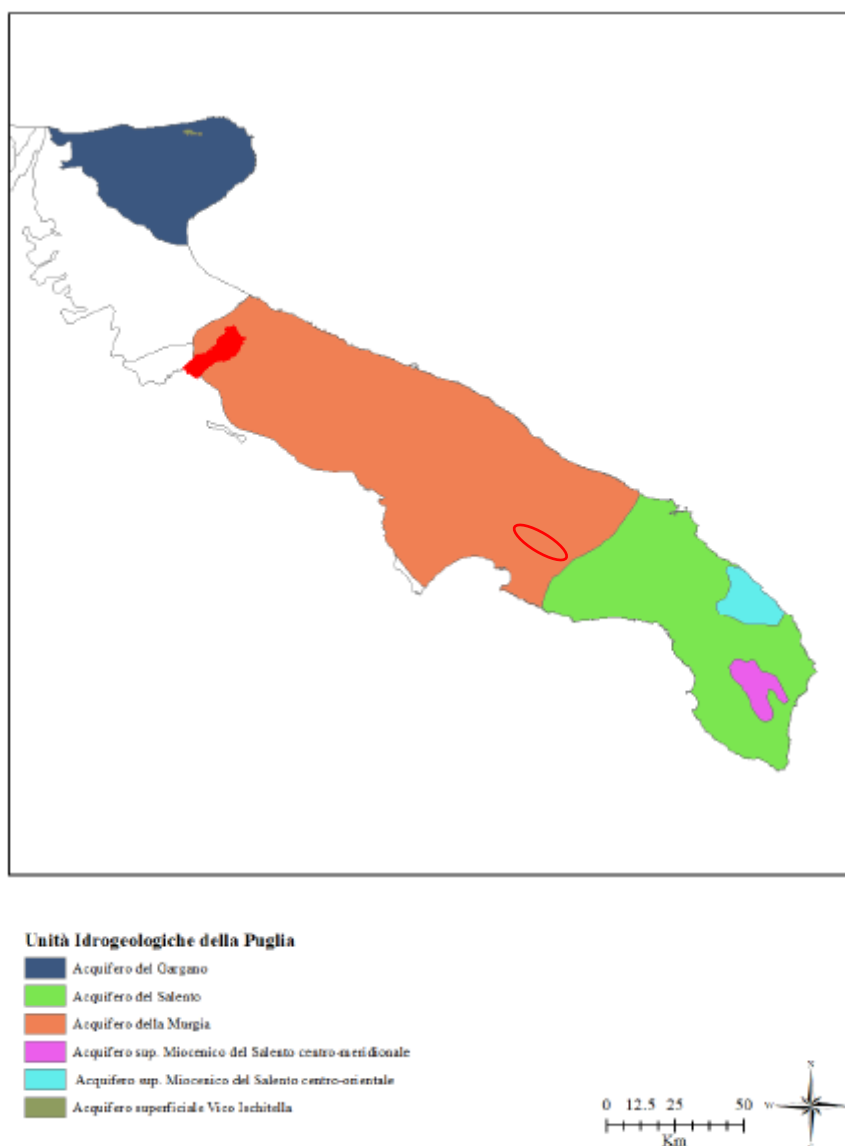 Unità Idrogeologiche della Puglia
Acquifero del Gargano
Acquifero del Salento
Acquifero della Murgia
Acquifero sup. Miocenico del Salento centro-meridionale
Acquifero sup. Miocenico del Salento centro-orientale
Acquifero superficiale Vico Ischitella
0 12.5 25 50
Km
N
W